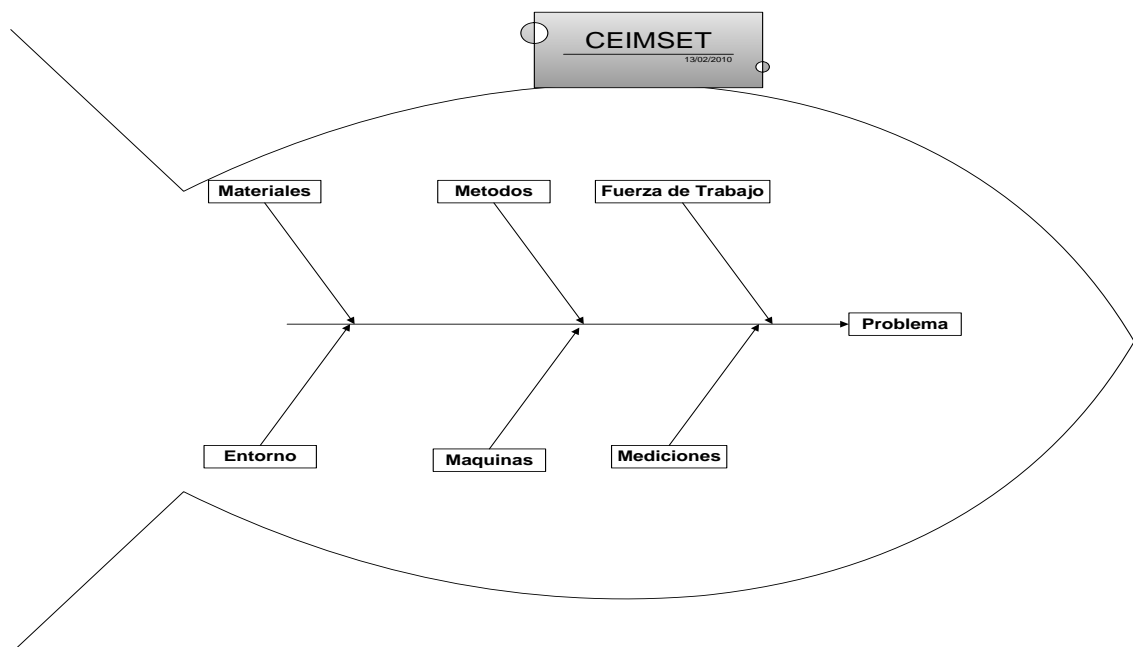 CEIMSET
13/02/2010
Materiales
Metodos
Fuerza de Trabajo
Problema
Entorno
Maquinas
Mediciones